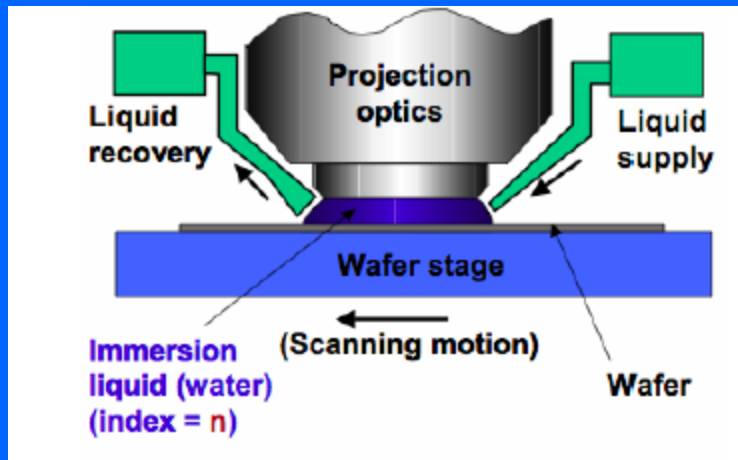 Projection
optics
Liquid
recovery
Liquid
supply
Wafer stage
(Scanning motion)
Immersion
liquid (water)
(index = n)
Wafer